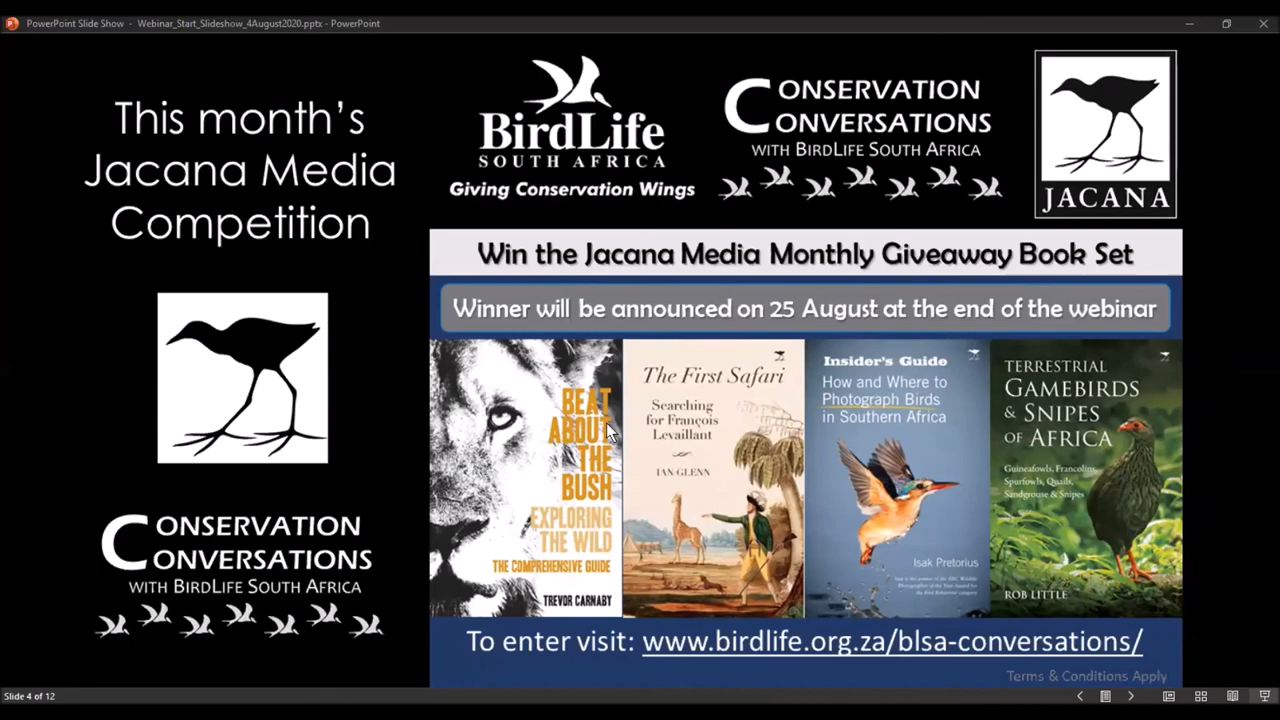 PowerPoint Slide Show - Webinar_Start_Slideshow_4August2020.pptx - PowerPoint
This month's
Jacana Media
Competition
BirdLife
SOUTH AFRICA
Giving Conservation Wings
CONSERVATION
CONVERSATIONS
WITH BIRDLIFE SOUTH AFRICA
JACANA
Win the Jacana Media Monthly Giveaway Book Set
Winner will be announced on 25 August at the end of the webinar
BEAT
ABOUT
THE
BUSH
EXPLORING
THE WILD
THE COMPREHENSIVE GUIDE
TREVOR CARNABY
The First Safari
Searching
for François
Levaillant
IAN GLENN
Insider's Guide
How and Where to
Photograph Birds
in Southern Africa
Isak Pretorius
TERRESTRIAL
GAMEBIRDS
& SNIPES
OF AFRICA
Guineafowls, Francolins,
Spurfowls, Quails,
Sandgrouse & Snipes
ROB LITTLE
CONSERVATION
CONVERSATIONS
WITH BIRDLIFE SOUTH AFRICA
To enter visit: www.birdlife.org.za/blsa-conversations/
Terms & Conditions Apply
Slide 4 of 12